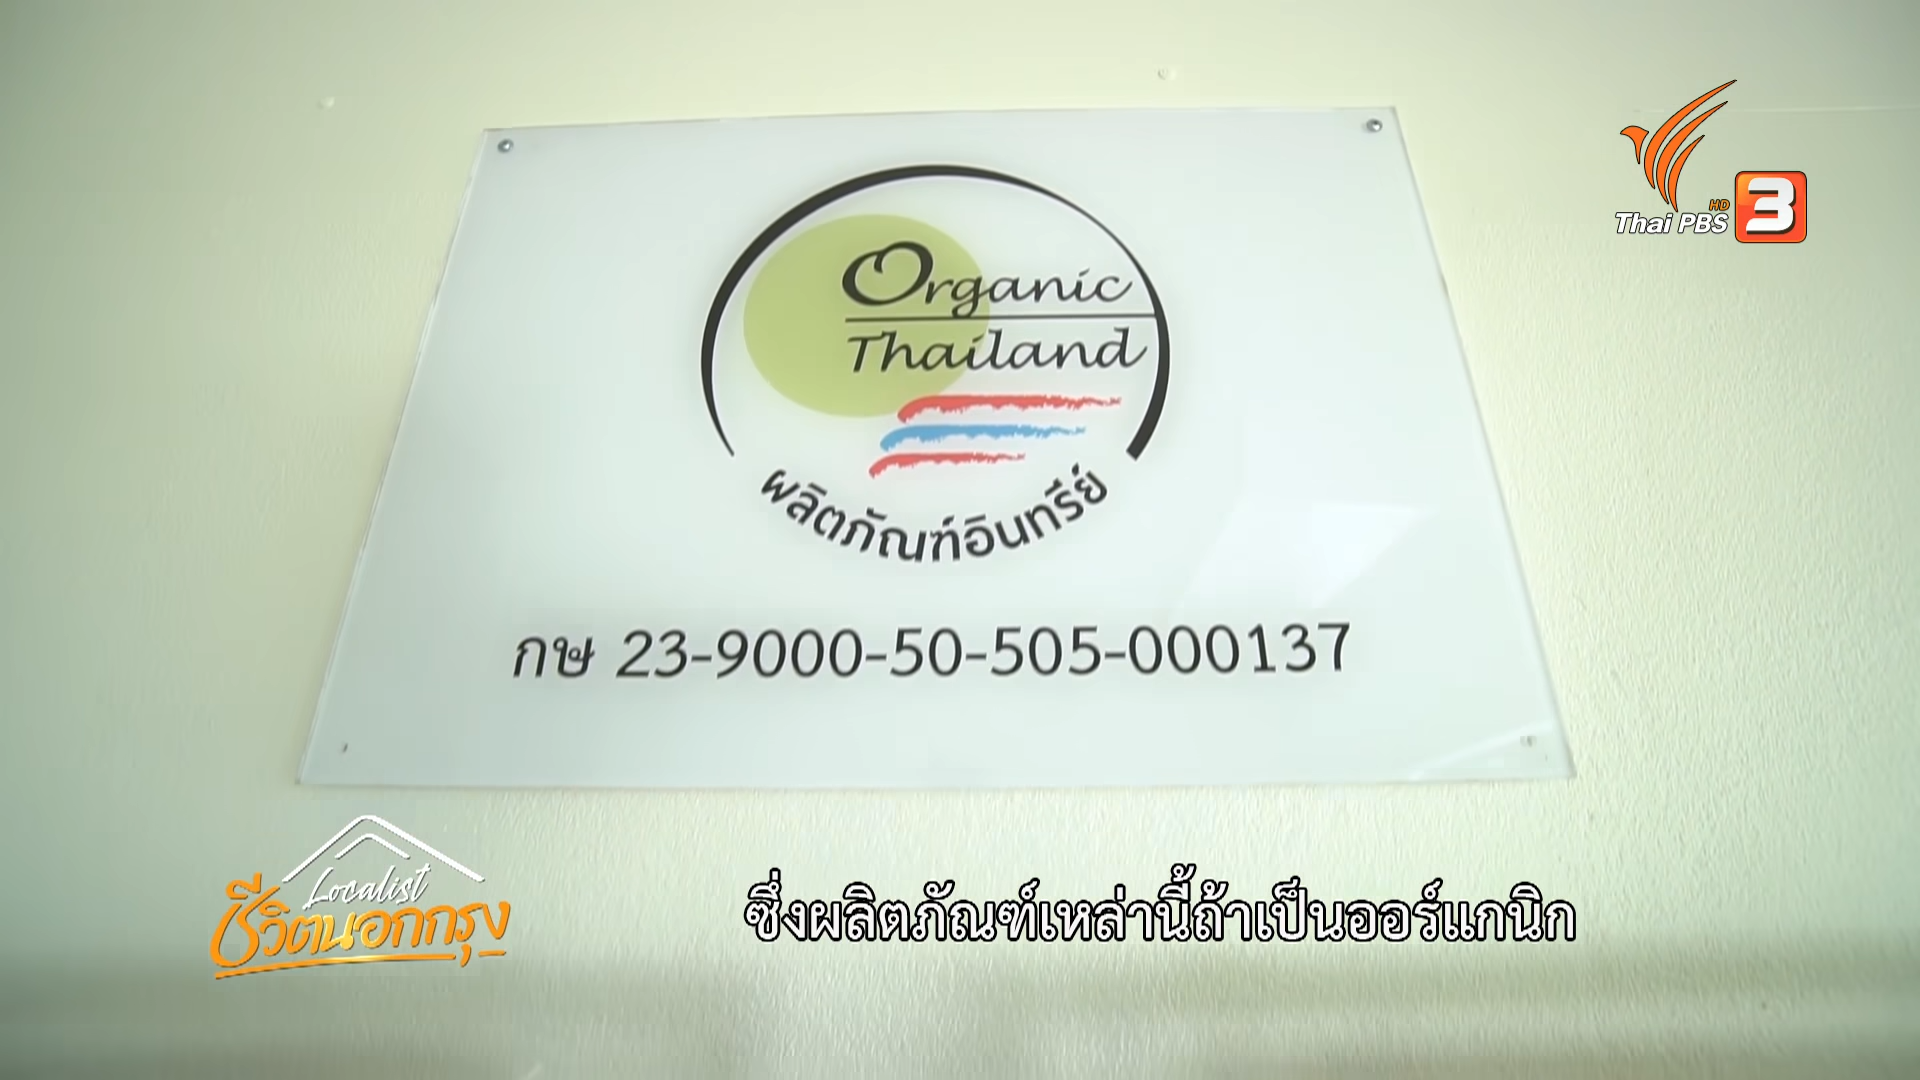 Organic
Thailand
ผลิตภัณฑ์อินทรีย์
กษ 23-9000-50-505-000137
Thai PBS HD 3
Localist
ชีวิตนอกกรุง
ซึ่งผลิตภัณฑ์เหล่านี้ถ้าเป็นออร์แกนิก